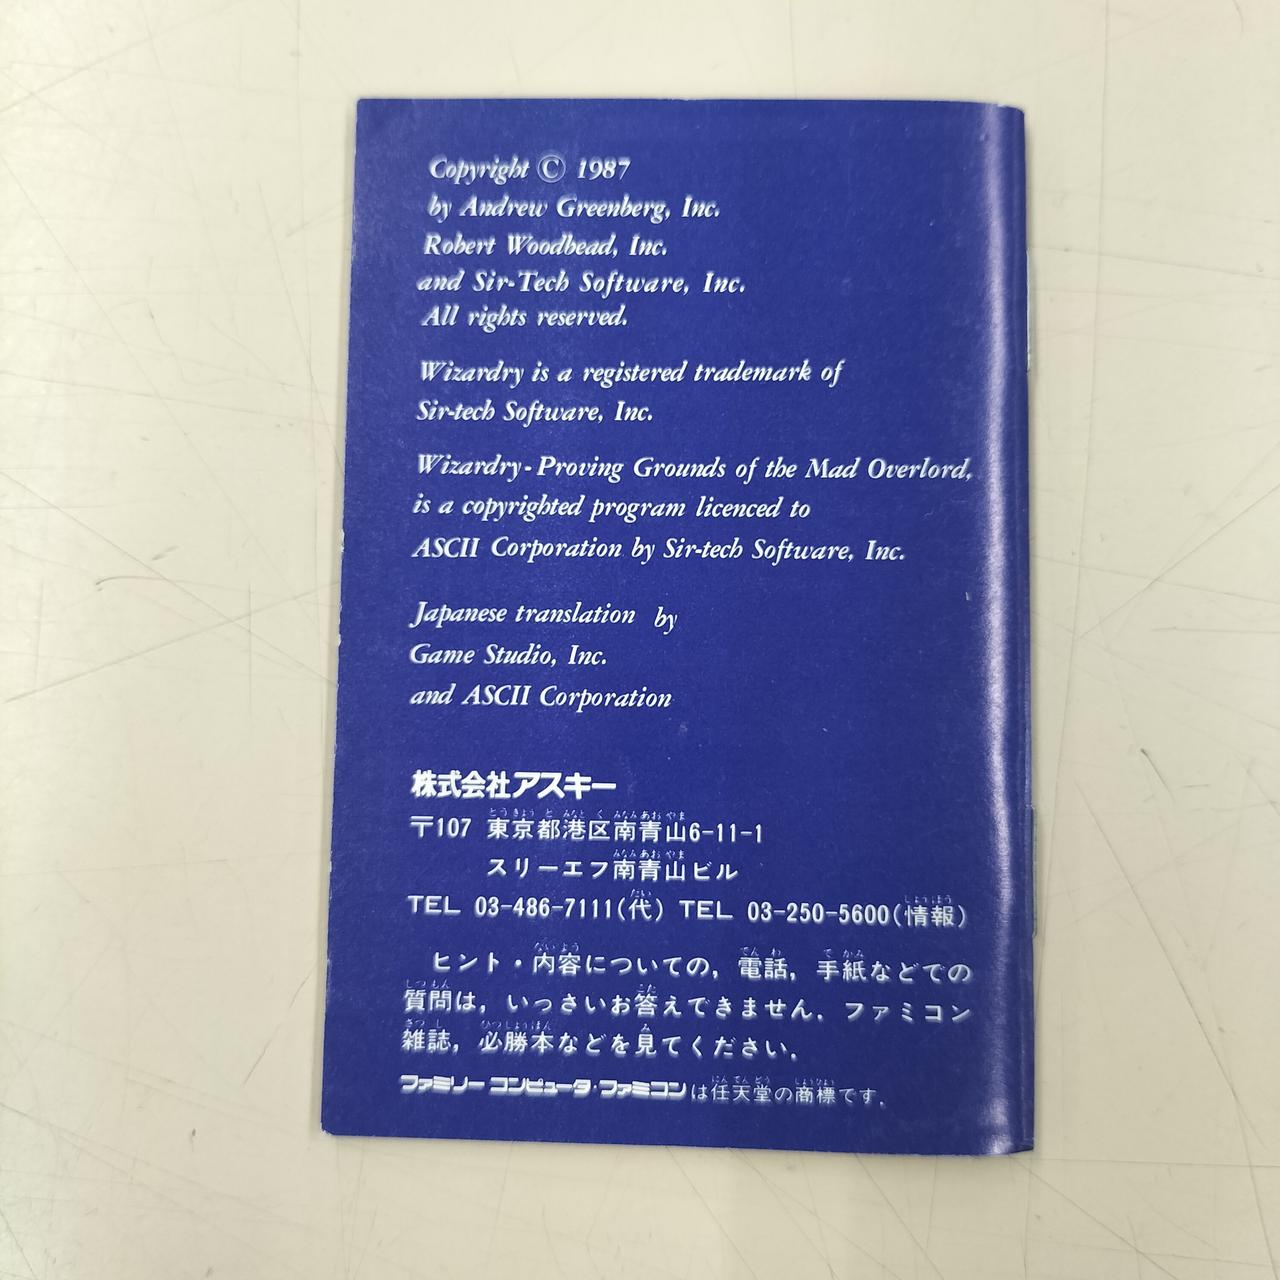 Copyright © 1987
by Andrew Greenberg, Inc.
Robert Woodhead, Inc.
and Sir-Tech Software, Inc.
All rights reserved.
Wizardry is a registered trademark of
Sir-tech Software, Inc.
Wizardry-Proving Grounds of the Mad Overlord,
is a copyrighted program licenced to
ASCII Corporation by Sir-tech Software, Inc.
Japanese translation by
Game Studio, Inc.
and ASCII Corporation
株式会社アスキー
〒107 東京都港区南青山6-11-1
スリーエフ南青山ビル
TEL 03-486-7111(代) TEL 03-250-5600(情報)
ヒント・内容についての，電話，手紙などでの
質問は，いっさいお答えできません．ファミコン
雑誌，必勝本などを見てください．
ファミリーコンピュータ・ファミコンは任天堂の商標です．